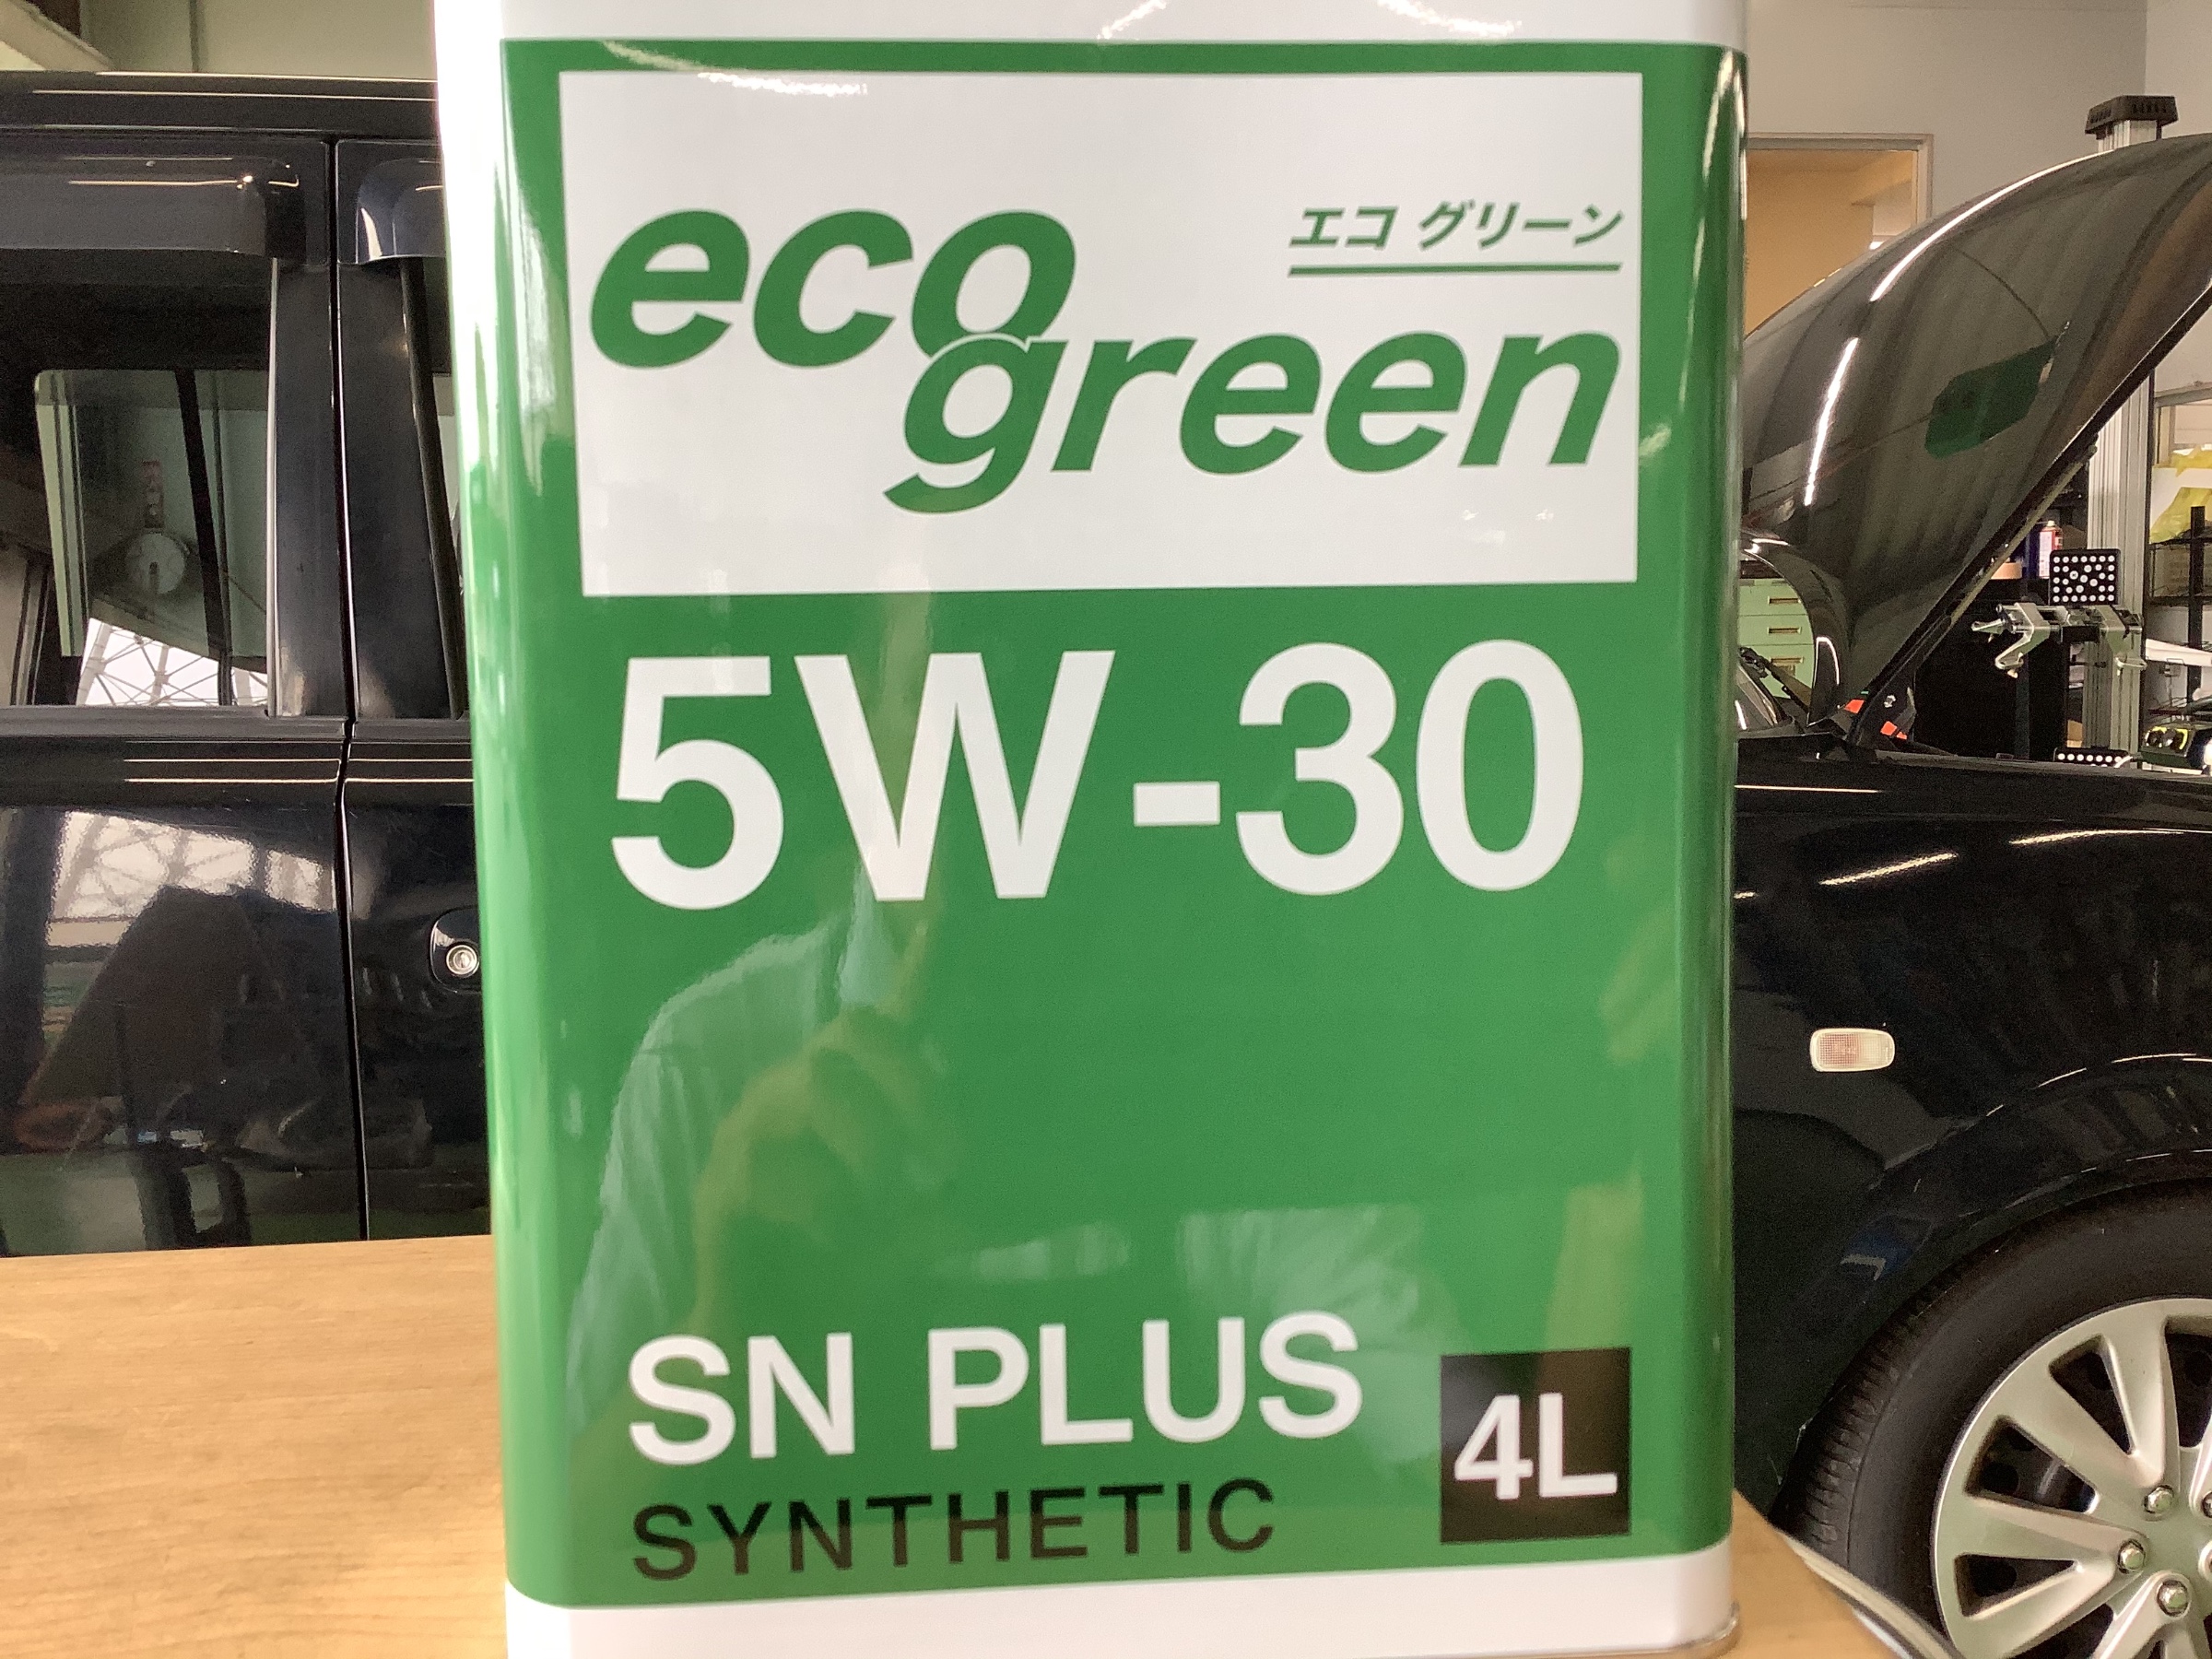 エコ グリーン
eco
green
5W-30
SN PLUS
4L
SYNTHETIC